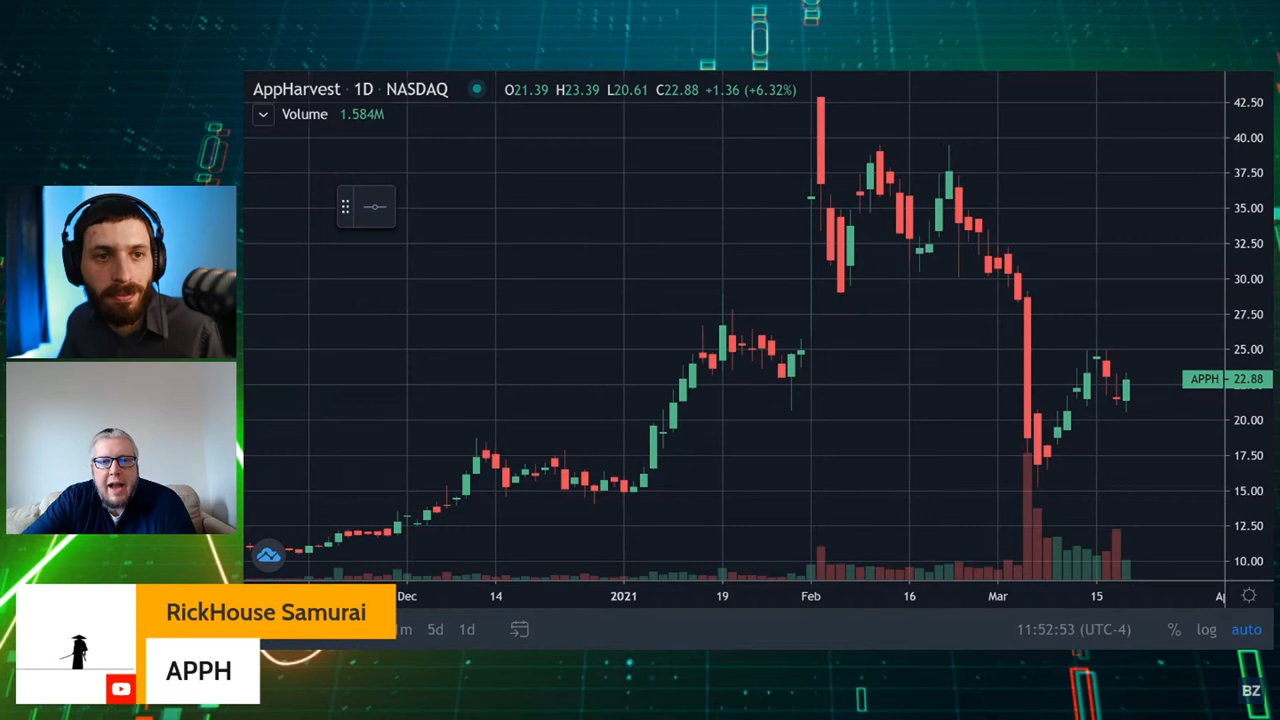 AppHarvest · 1D · NASDAQ O21.39 H23.39 L20.61 C22.88 +1.36 (+6.32%)
Volume 1.584M
42.50
40.00
37.50
35.00
32.50
30.00
27.50
25.00
APPH 22.88
20.00
17.50
15.00
12.50
10.00
Dec 14 2021 19 Feb 16 Mar 15
1m 5d 1d 11:52:53 (UTC-4) % log auto
RickHouse Samurai
APPH
BZ